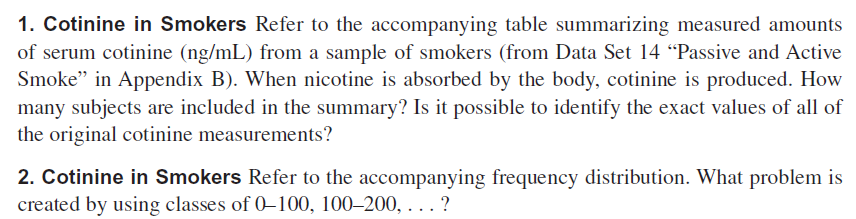 1. Cotinine in Smokers Refer to the accompanying table summarizing measured amounts
of serum cotinine (ng/mL) from a sample of smokers (from Data Set 14 “Passive and Active
Smoke” in Appendix B). When nicotine is absorbed by the body, cotinine is produced. How
many subjects are included in the summary? Is it possible to identify the exact values of all of
the original cotinine measurements?
2. Cotinine in Smokers Refer to the accompanying frequency distribution. What problem is
created by using classes of 0–100, 100–200, . . . ?